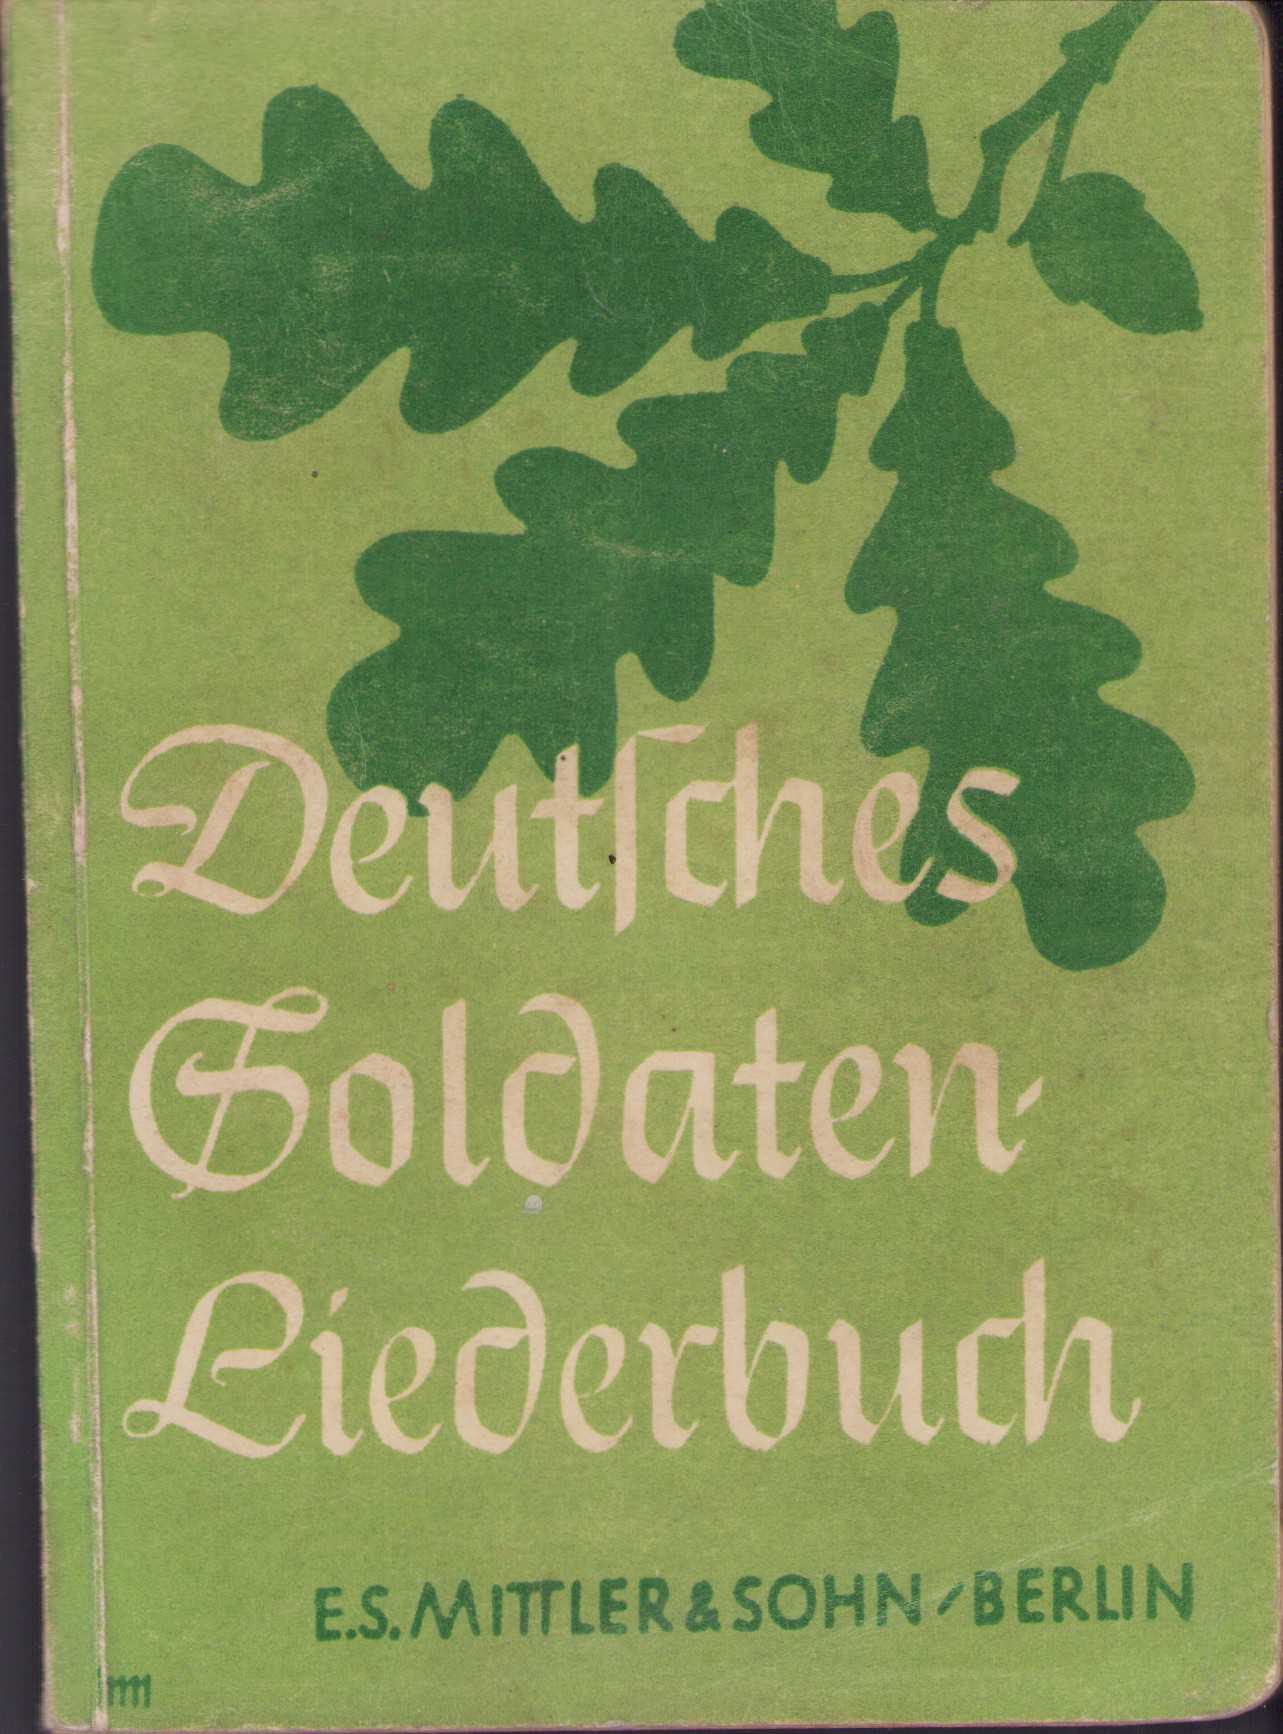 Deutſches
Soldaten-
Liederbuch
E.S. MITTLER & SOHN / BERLIN